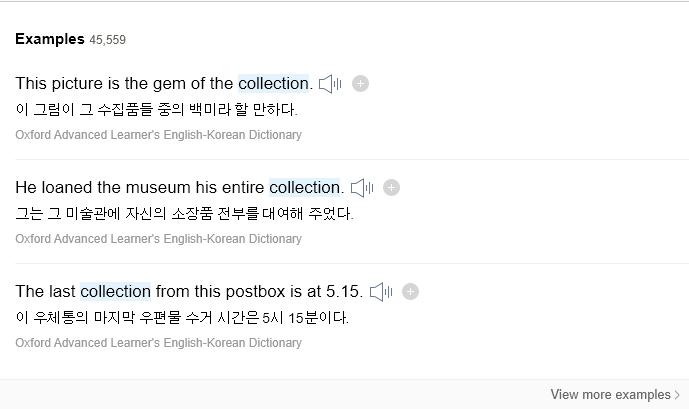 Examples 45,559
This picture is the gem of the collection.
이 그림이 그 수집품들 중의 백미라 할 만하다.
Oxford Advanced Learner's English-Korean Dictionary
He loaned the museum his entire collection.
그는 그 미술관에 자신의 소장품 전부를 대여해 주었다.
Oxford Advanced Learner's English-Korean Dictionary
The last collection from this postbox is at 5.15.
이 우체통의 마지막 우편물 수거 시간은 5시 15분이다.
Oxford Advanced Learner's English-Korean Dictionary
View more examples